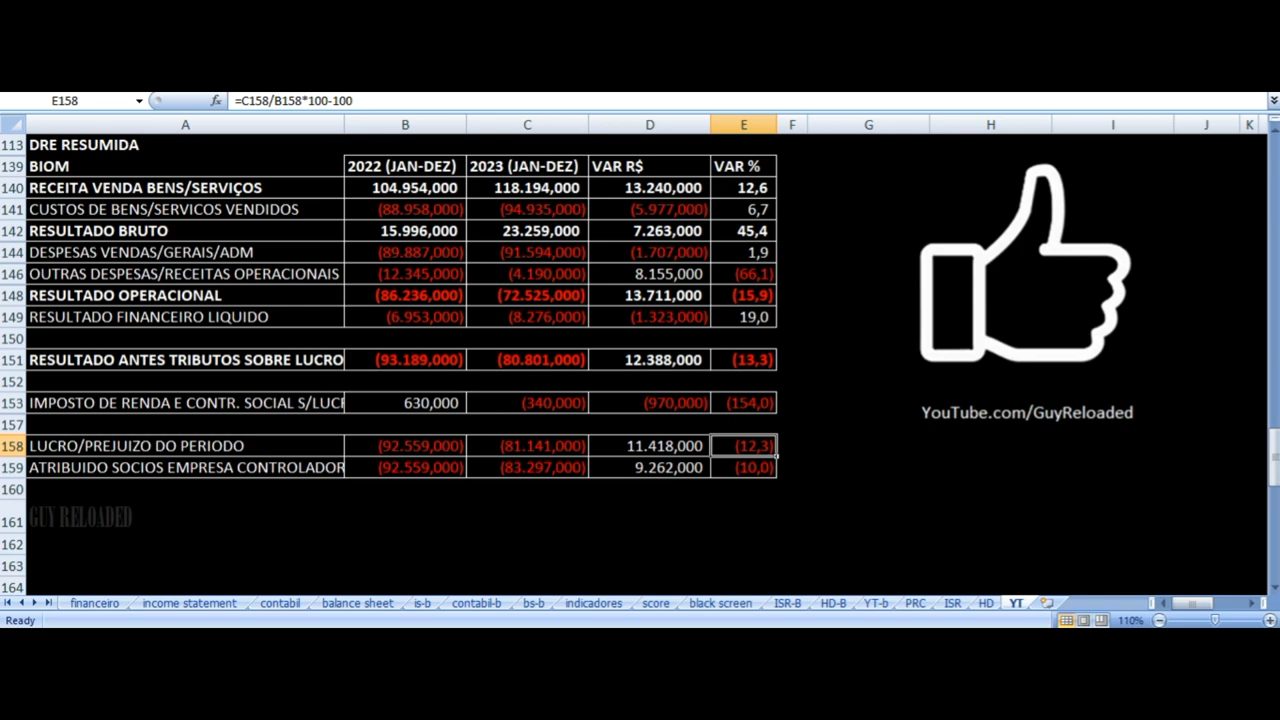 E158 fx =C158/B158*100-100
A B C D E F G H I J K
113 DRE RESUMIDA
139 BIOM 2022 (JAN-DEZ) 2023 (JAN-DEZ) VAR R$ VAR %
140 RECEITA VENDA BENS/SERVIÇOS 104.954,000 118.194,000 13.240,000 12,6
141 CUSTOS DE BENS/SERVICOS VENDIDOS (88.958,000) (94.935,000) (5.977,000) 6,7
142 RESULTADO BRUTO 15.996,000 23.259,000 7.263,000 45,4
144 DESPESAS VENDAS/GERAIS/ADM (89.887,000) (91.594,000) (1.707,000) 1,9
146 OUTRAS DESPESAS/RECEITAS OPERACIONAIS (12.345,000) (4.190,000) 8.155,000 (66,1)
148 RESULTADO OPERACIONAL (86.236,000) (72.525,000) 13.711,000 (15,9)
149 RESULTADO FINANCEIRO LIQUIDO (6.953,000) (8.276,000) (1.323,000) 19,0
150
151 RESULTADO ANTES TRIBUTOS SOBRE LUCRO (93.189,000) (80.801,000) 12.388,000 (13,3)
152
153 IMPOSTO DE RENDA E CONTR. SOCIAL S/LUCR 630,000 (340,000) (970,000) (154,0)
YouTube.com/GuyReloaded
157
158 LUCRO/PREJUIZO DO PERIODO (92.559,000) (81.141,000) 11.418,000 (12,3)
159 ATRIBUIDO SOCIOS EMPRESA CONTROLADOR (92.559,000) (83.297,000) 9.262,000 (10,0)
160
161 GUY RELOADED
162
163
164
financeiro income statement contabil balance sheet is-b contabil-b bs-b indicadores score black screen ISR-B HD-B YT-b PRC ISR HD YT
Ready 110%